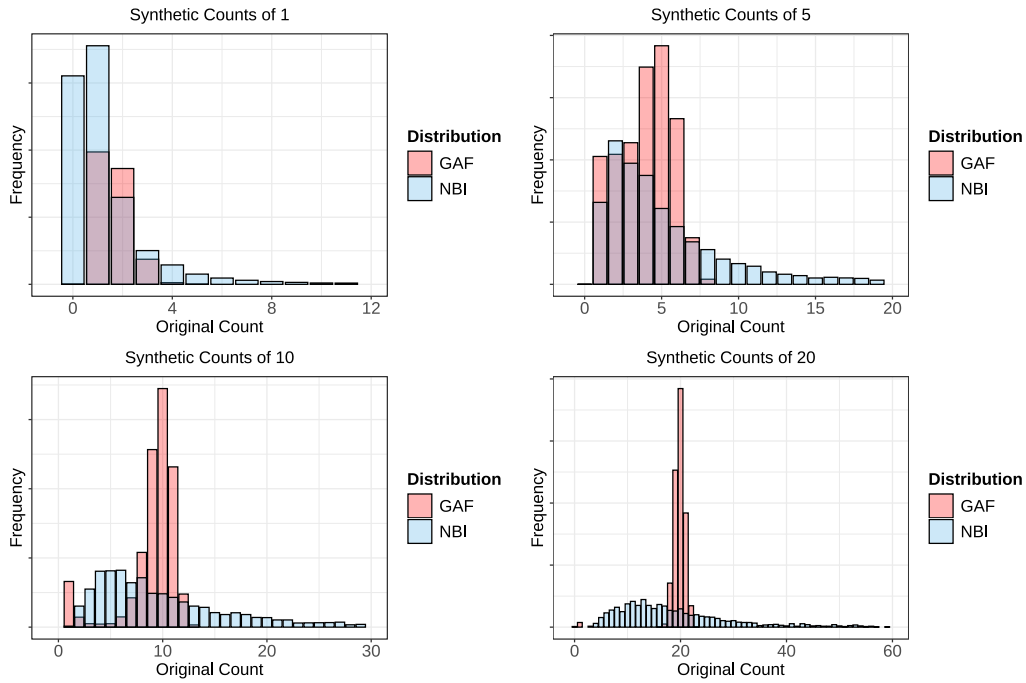 Synthetic Counts of 1
Frequency
0
4
8
12
Original Count
Distribution
GAF
NBI
Synthetic Counts of 5
Frequency
0
5
10
15
20
Original Count
Distribution
GAF
NBI
Synthetic Counts of 10
Frequency
0
10
20
30
Original Count
Distribution
GAF
NBI
Synthetic Counts of 20
Frequency
0
20
40
60
Original Count
Distribution
GAF
NBI